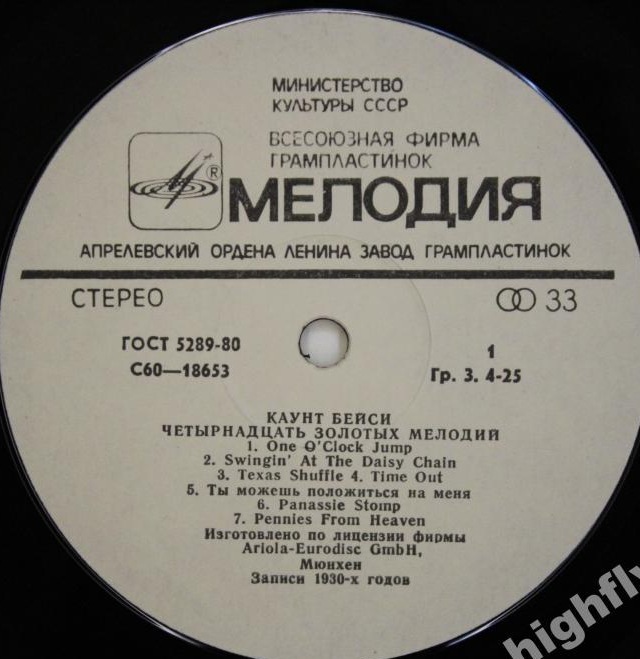 МИНИСТЕРСТВО
КУЛЬТУРЫ СССР
ВСЕСОЮЗНАЯ ФИРМА
ГРАМПЛАСТИНОК
®
МЕЛОДИЯ
АПРЕЛЕВСКИЙ ОРДЕНА ЛЕНИНА ЗАВОД ГРАМПЛАСТИНОК
СТЕРЕО
33
ГОСТ 5289-80
С60—18653
1
Гр. 3. 4-25
КАУНТ БЕЙСИ
ЧЕТЫРНАДЦАТЬ ЗОЛОТЫХ МЕЛОДИЙ
1. One O'Clock Jump
2. Swingin' At The Daisy Chain
3. Texas Shuffle 4. Time Out
5. Ты можешь положиться на меня
6. Panassie Stomp
7. Pennies From Heaven
Изготовлено по лицензии фирмы
Ariola-Eurodisc GmbH,
Мюнхен
Записи 1930-х годов
highfly